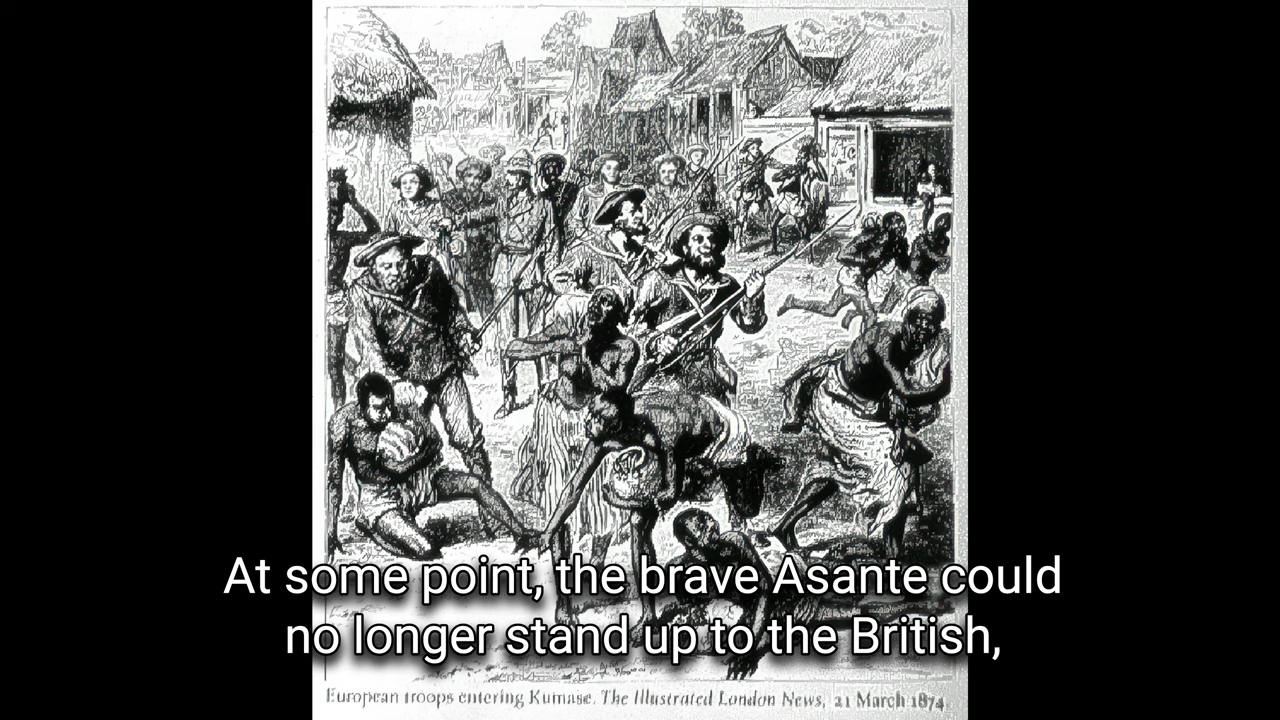 At some point, the brave Asante could
no longer stand up to the British,
European troops entering Kumase. The Illustrated London News, 21 March 1874.